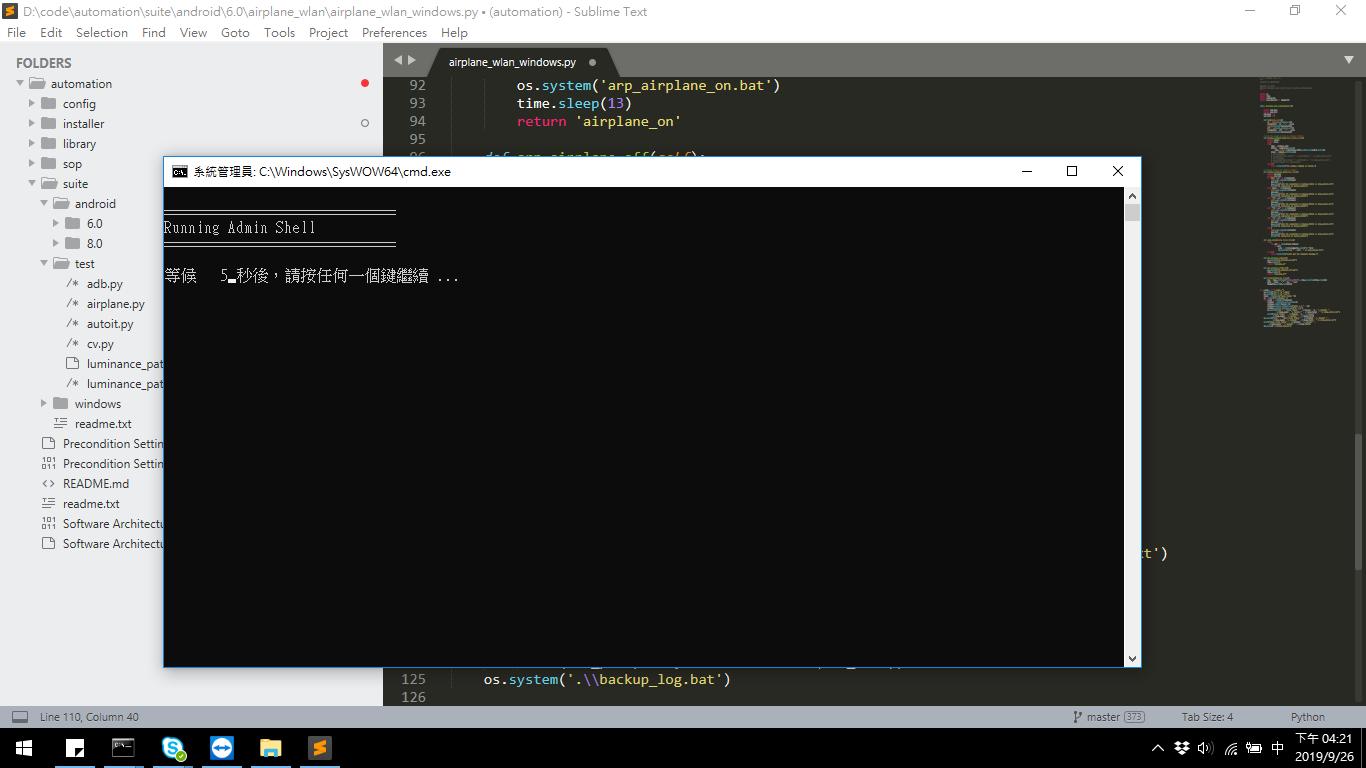 D:\code\automation\suite\android\6.0\airplane_wlan\airplane_wlan_windows.py • (automation) - Sublime Text
File Edit Selection Find View Goto Tools Project Preferences Help
FOLDERS
automation
config
installer
library
sop
suite
android
6.0
8.0
test
/* adb.py
/* airplane.py
/* autoit.py
/* cv.py
luminance_pat
/* luminance_pat
windows
readme.txt
Precondition Settin
Precondition Settin
<> README.md
readme.txt
Software Architectu
Software Architectu
airplane_wlan_windows.py
92 os.system('arp_airplane_on.bat')
93 time.sleep(13)
94 return 'airplane_on'
95
系統管理員: C:\Windows\SysWOW64\cmd.exe
Running Admin Shell
等候 5 秒後，請按任何一個鍵繼續 ...
t')
125 os.system('.\\backup_log.bat')
126
Line 110, Column 40
master 373
Tab Size: 4
Python
中
下午 04:21
2019/9/26